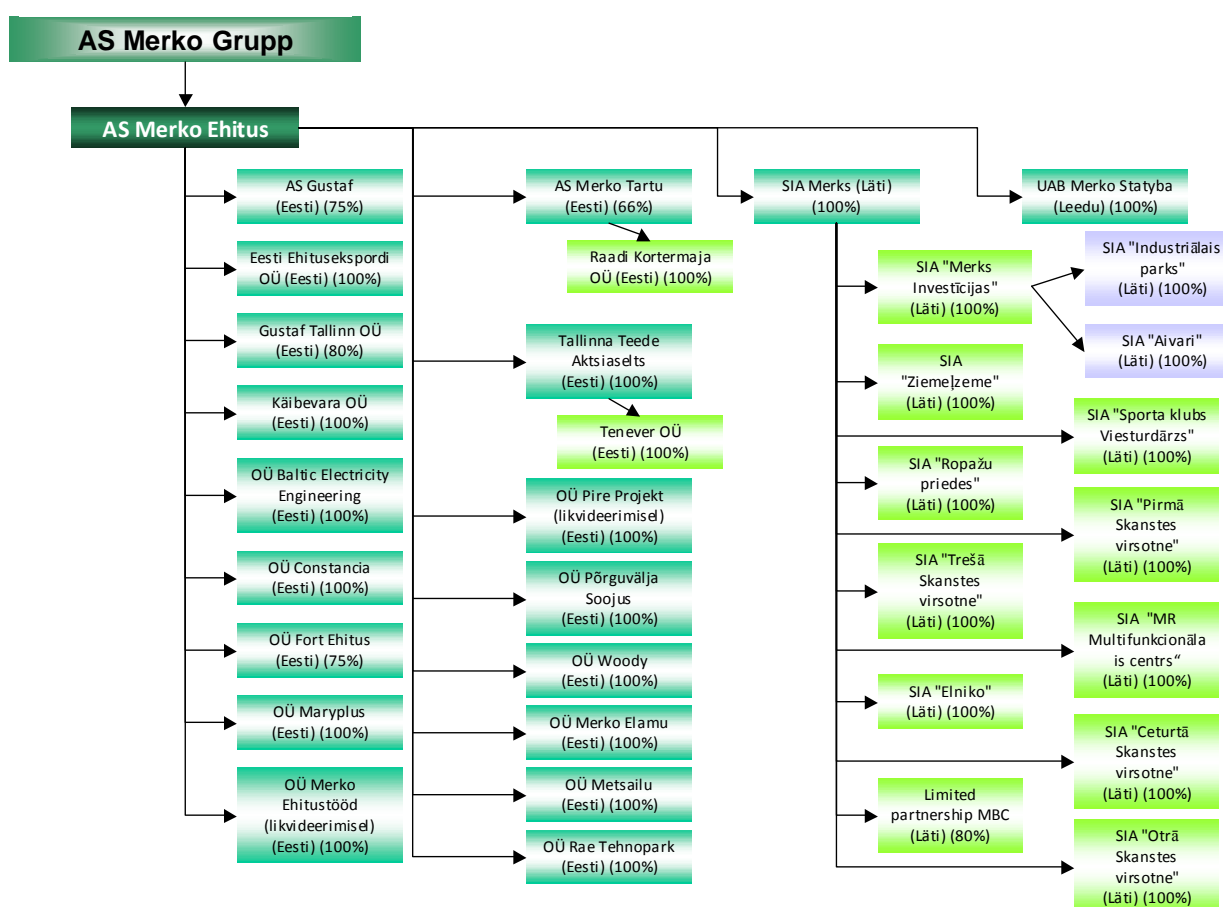 AS Merko Grupp
AS Merko Ehitus
AS Gustaf
(Eesti) (75%)
Eesti Ehitusekspordi
OÜ (Eesti) (100%)
Gustaf Tallinn OÜ
(Eesti) (80%)
Käibevara OÜ
(Eesti) (100%)
OÜ Baltic Electricity
Engineering
(Eesti) (100%)
OÜ Constancia
(Eesti) (100%)
OÜ Fort Ehitus
(Eesti) (75%)
OÜ Maryplus
(Eesti) (100%)
OÜ Merko
Ehitustööd
(likvideerimisel)
(Eesti) (100%)
AS Merko Tartu
(Eesti) (66%)
Raadi Kortermaja
OÜ (Eesti) (100%)
Tallinna Teede
Aktsiaselts
(Eesti) (100%)
Tenever OÜ
(Eesti) (100%)
OÜ Pire Projekt
(likvideerimisel)
(Eesti) (100%)
OÜ Põrguvälja
Soojus
(Eesti) (100%)
OÜ Woody
(Eesti) (100%)
OÜ Merko Elamu
(Eesti) (100%)
OÜ Metsailu
(Eesti) (100%)
OÜ Rae Tehnopark
(Eesti) (100%)
SIA Merks (Läti)
(100%)
SIA "Merks
Investīcijas"
(Läti) (100%)
SIA
"Ziemeļzeme"
(Läti) (100%)
SIA "Ropažu
priedes"
(Läti) (100%)
SIA "Trešā
Skanstes
virsotne"
(Läti) (100%)
SIA "Elniko"
(Läti) (100%)
Limited
partnership MBC
(Läti) (80%)
UAB Merko Statyba
(Leedu) (100%)
SIA "Industriālais
parks"
(Läti) (100%)
SIA "Aivari"
(Läti) (100%)
SIA "Sporta klubs
Viesturdārzs"
(Läti) (100%)
SIA "Pirmā
Skanstes
virsotne"
(Läti) (100%)
SIA "MR
Multifunkcionāla
is centrs“
(Läti) (100%)
SIA "Ceturtā
Skanstes
virsotne"
(Läti) (100%)
SIA "Otrā
Skanstes
virsotne"
(Läti) (100%)